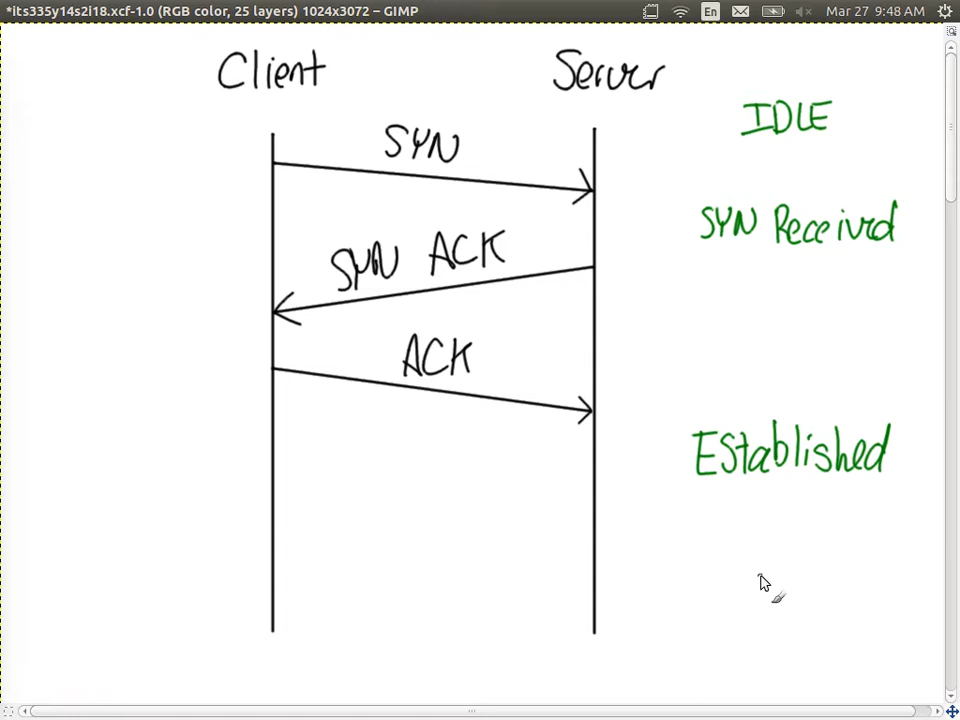 *its335y14s2i18.xcf-1.0 (RGB color, 25 layers) 1024x3072 – GIMP
En
Mar 27 9:48 AM
Client
Server
IDLE
SYN
SYN Received
SYN ACK
ACK
Established